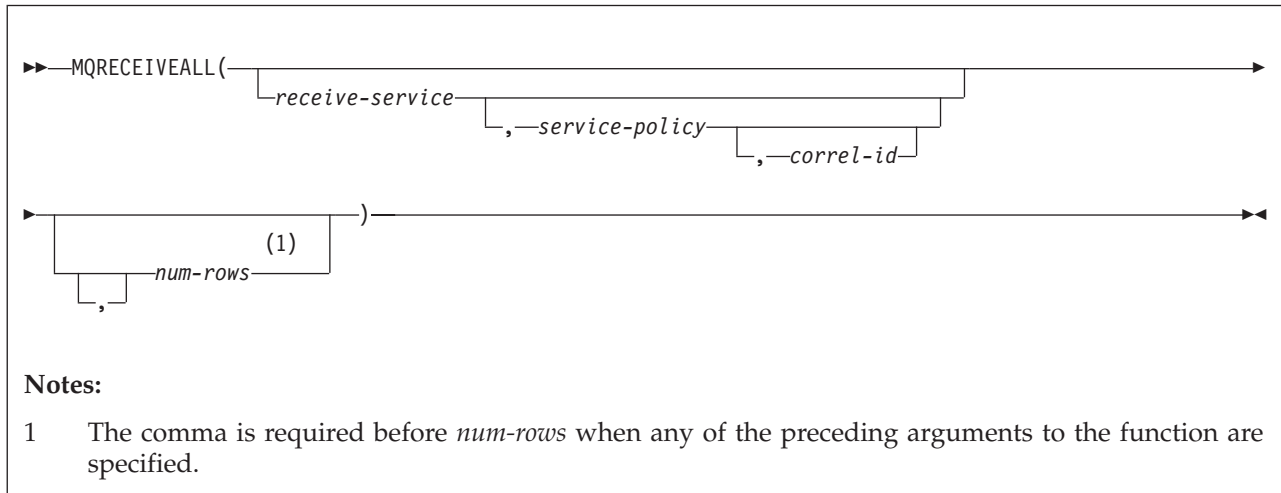 MQRECEIVEALL(
receive-service
,
service-policy
,
correl-id
)
(1)
num-rows
,
Notes:
1 The comma is required before num-rows when any of the preceding arguments to the function are
specified.